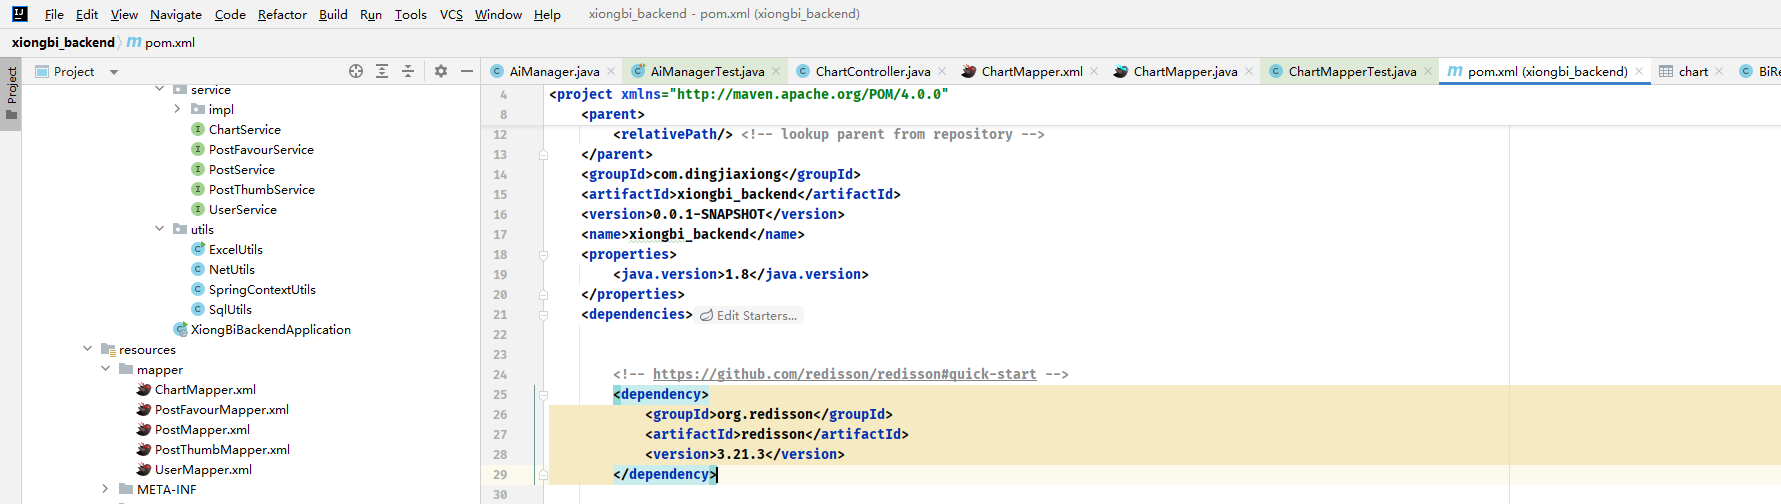 File Edit View Navigate Code Refactor Build Run Tools VCS Window Help xiongbi_backend - pom.xml (xiongbi_backend)
xiongbi_backend pom.xml
Project
Project
AiManager.java AiManagerTest.java ChartController.java ChartMapper.xml ChartMapper.java ChartMapperTest.java pom.xml (xiongbi_backend) chart BiRe
service
impl
ChartService
PostFavourService
PostService
PostThumbService
UserService
utils
ExcelUtils
NetUtils
SpringContextUtils
SqlUtils
XiongBiBackendApplication
resources
mapper
ChartMapper.xml
PostFavourMapper.xml
PostMapper.xml
PostThumbMapper.xml
UserMapper.xml
META-INF
4 <project xmlns="http://maven.apache.org/POM/4.0.0"
8 <parent>
12 <relativePath/> <!-- lookup parent from repository -->
13 </parent>
14 <groupId>com.dingjiaxiong</groupId>
15 <artifactId>xiongbi_backend</artifactId>
16 <version>0.0.1-SNAPSHOT</version>
17 <name>xiongbi_backend</name>
18 <properties>
19 <java.version>1.8</java.version>
20 </properties>
21 <dependencies> Edit Starters...
22
23
24 <!-- https://github.com/redisson/redisson#quick-start -->
25 <dependency>
26 <groupId>org.redisson</groupId>
27 <artifactId>redisson</artifactId>
28 <version>3.21.3</version>
29 </dependency>
30